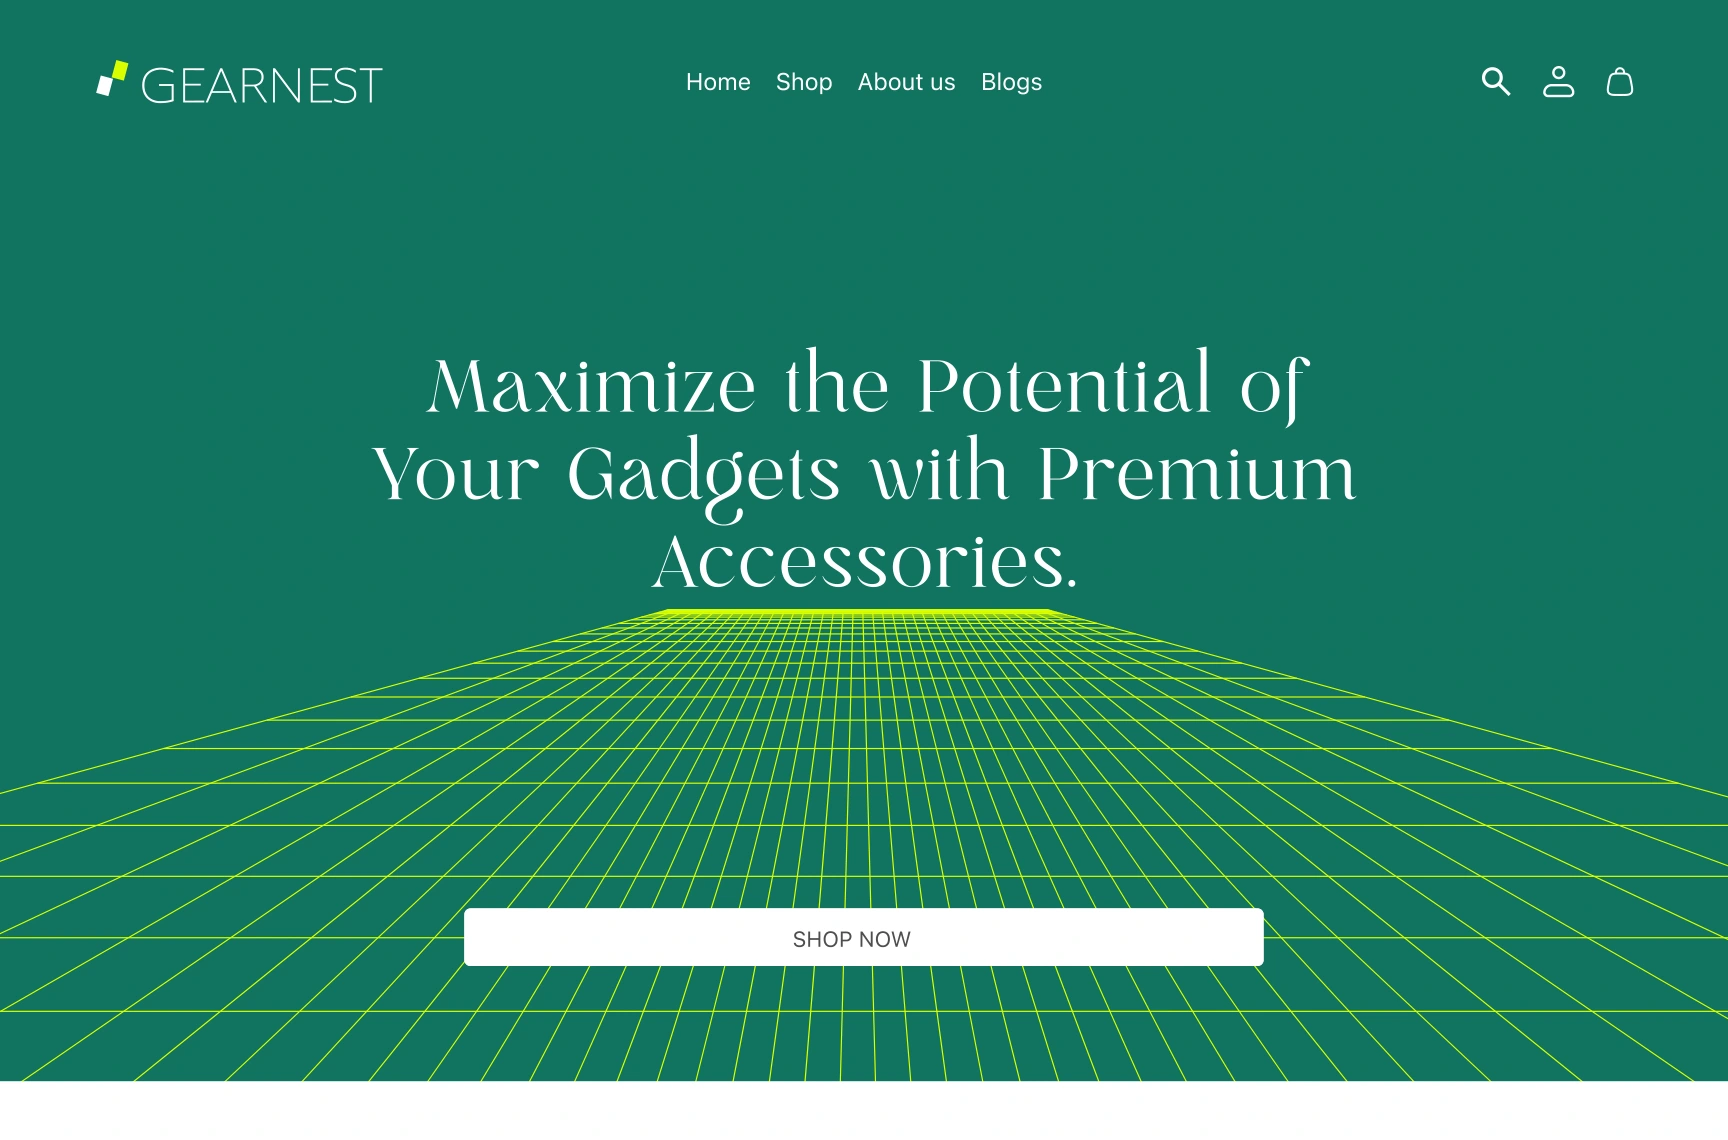 GEARNEST
Home Shop About us Blogs
Maximize the Potential of
Your Gadgets with Premium
Accessories.
SHOP NOW